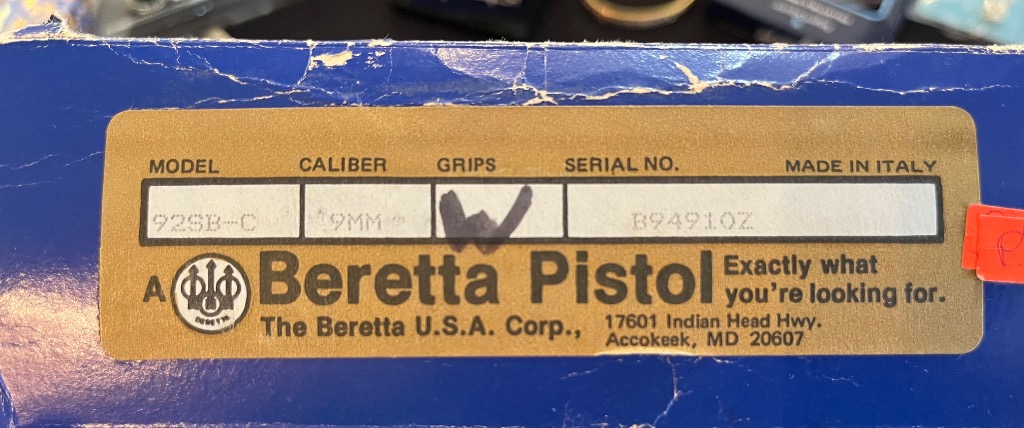 MODEL CALIBER GRIPS SERIAL NO. MADE IN ITALY
92SB-C 9MM W B94910Z
A BERETTA Beretta Pistol Exactly what
you're looking for.
The Beretta U.S.A. Corp., 17601 Indian Head Hwy.
Accokeek, MD 20607